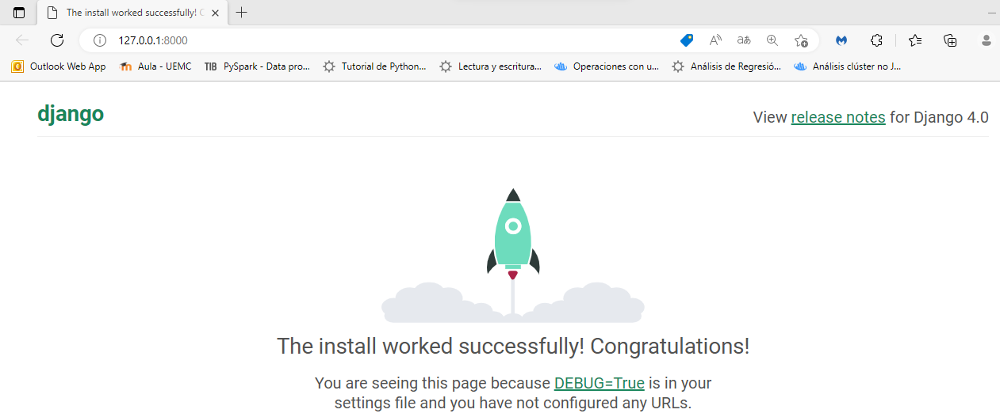 The install worked successfully! C
127.0.0.1:8000
Outlook Web App Aula - UEMC TIB PySpark - Data pro... Tutorial de Python... Lectura y escritura... Operaciones con u... Análisis de Regresió... Análisis clúster no J...
django
View release notes for Django 4.0
The install worked successfully! Congratulations!
You are seeing this page because DEBUG=True is in your
settings file and you have not configured any URLs.